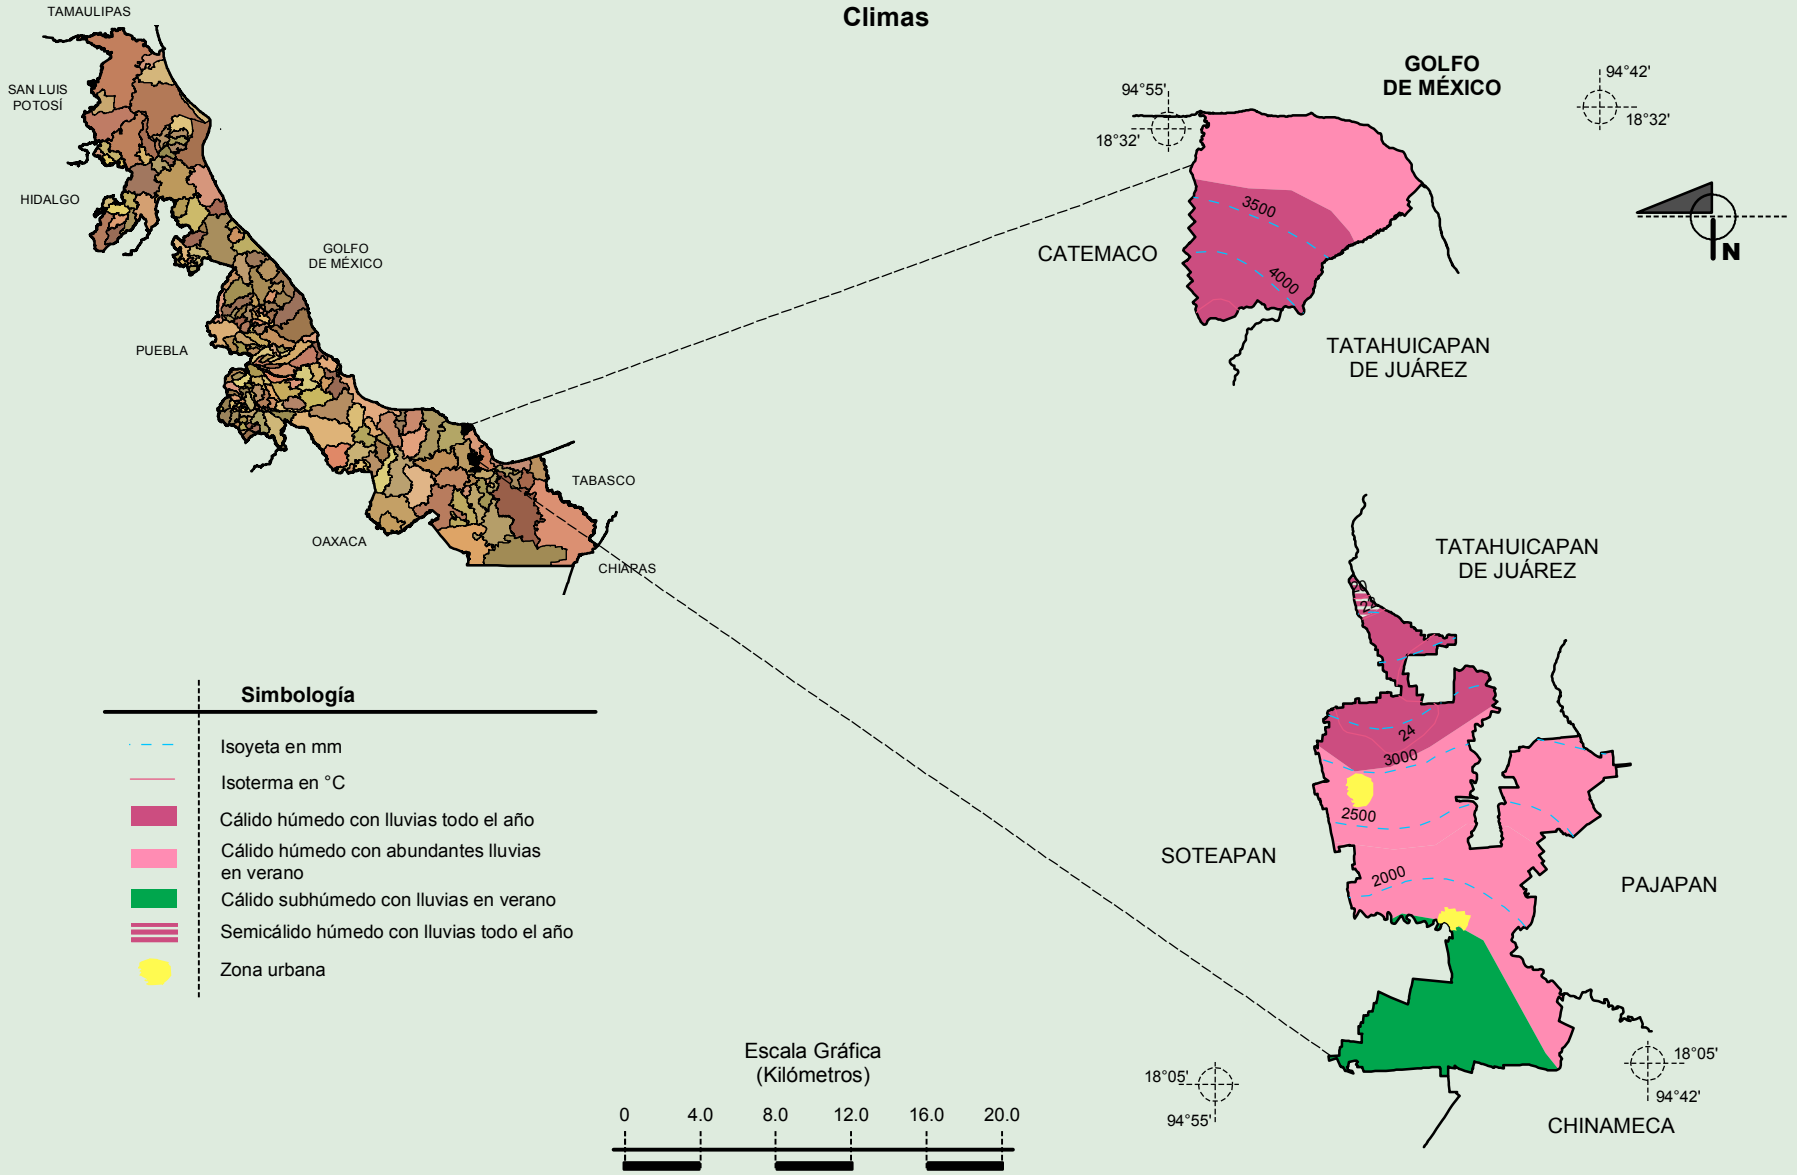 Climas
TAMAULIPAS
SAN LUIS
POTOSÍ
HIDALGO
GOLFO
DE MÉXICO
PUEBLA
TABASCO
OAXACA
CHIAPAS
GOLFO
DE MÉXICO
94°55'
18°32'
94°42'
18°32'
N
3500
4000
CATEMACO
TATAHUICAPAN
DE JUÁREZ
TATAHUICAPAN
DE JUÁREZ
20
22
24
3000
2500
2000
SOTEAPAN
PAJAPAN
18°05'
94°55'
18°05'
94°42'
CHINAMECA
Simbología
Isoyeta en mm
Isoterma en °C
Cálido húmedo con lluvias todo el año
Cálido húmedo con abundantes lluvias
en verano
Cálido subhúmedo con lluvias en verano
Semicálido húmedo con lluvias todo el año
Zona urbana
Escala Gráfica
(Kilómetros)
0 4.0 8.0 12.0 16.0 20.0